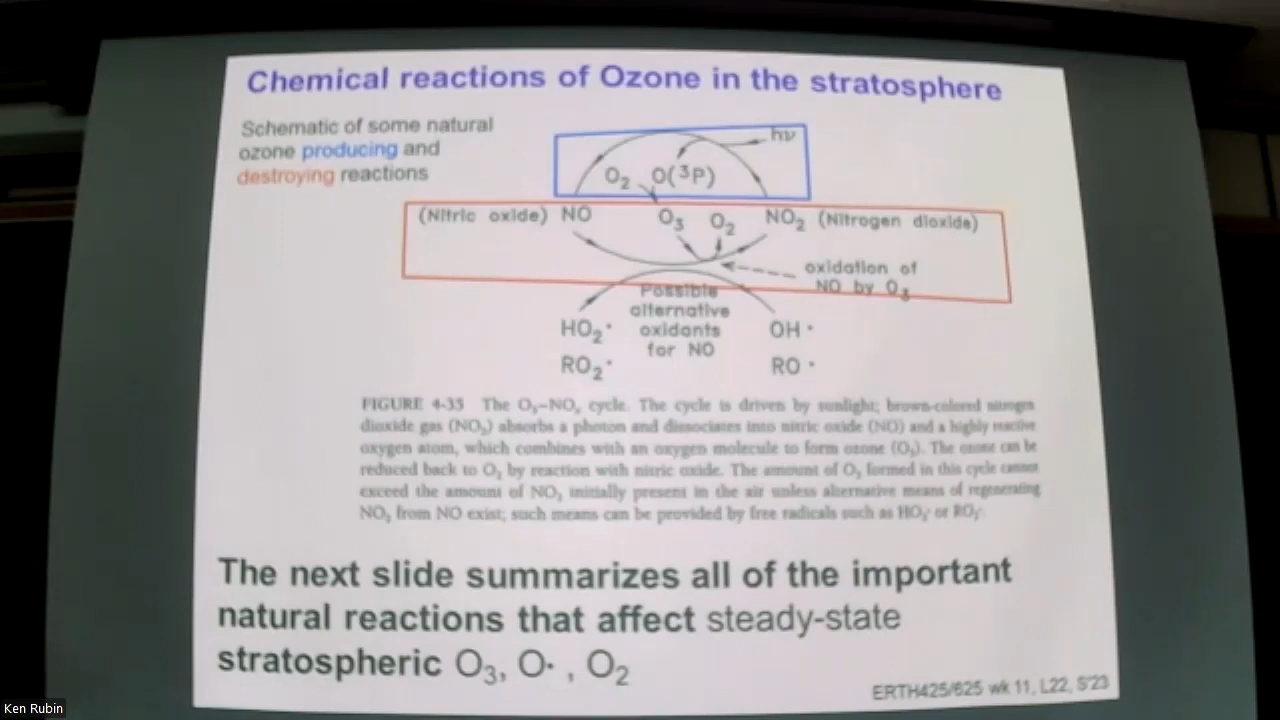 Chemical reactions of Ozone in the stratosphere
Schematic of some natural
ozone producing and
destroying reactions
hν
O₂ O(³P)
(Nitric oxide) NO O₃ O₂ NO₂ (Nitrogen dioxide)
oxidation of
NO by O₃
Possible
alternative
oxidants
for NO
HO₂· OH ·
RO₂· RO ·
FIGURE 4-35 The O₃–NOₓ cycle. The cycle is driven by sunlight; brown-colored nitrogen
dioxide gas (NO₂) absorbs a photon and dissociates into nitric oxide (NO) and a highly reactive
oxygen atom, which combines with an oxygen molecule to form ozone (O₃). The ozone can be
reduced back to O₂ by reaction with nitric oxide. The amount of O₃ formed in this cycle cannot
exceed the amount of NO₂ initially present in the air unless alternative means of regenerating
NO₂ from NO exist; such means can be provided by free radicals such as HO₂· or RO₂·
The next slide summarizes all of the important
natural reactions that affect steady-state
stratospheric O₃, O· , O₂
ERTH425/625 wk 11, L22, S'23
Ken Rubin